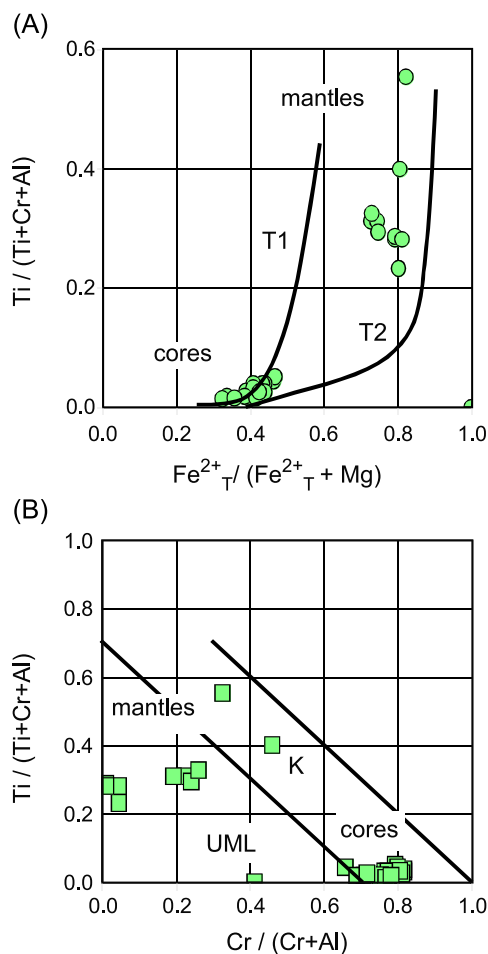 (A)
0.6
mantles
0.4
Ti / (Ti+Cr+Al)
T1
0.2
T2
cores
0.0
0.0 0.2 0.4 0.6 0.8 1.0
Fe²⁺T/ (Fe²⁺T + Mg)
(B)
1.0
0.8
0.6
mantles
Ti / (Ti+Cr+Al)
0.4
K
0.2
UML
cores
0.0
0.0 0.2 0.4 0.6 0.8 1.0
Cr / (Cr+Al)